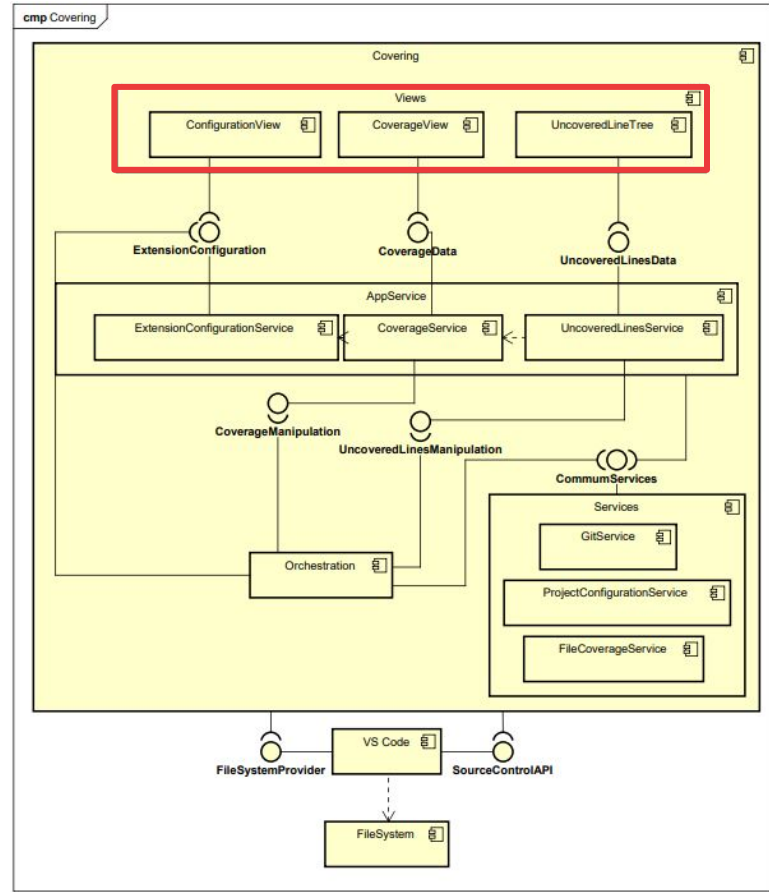 cmp Covering
Covering
Views
ConfigurationView
CoverageView
UncoveredLineTree
ExtensionConfiguration
CoverageData
UncoveredLinesData
AppService
ExtensionConfigurationService
CoverageService
UncoveredLinesService
CoverageManipulation
UncoveredLinesManipulation
CommumServices
Services
GitService
Orchestration
ProjectConfigurationService
FileCoverageService
VS Code
FileSystemProvider
SourceControlAPI
FileSystem